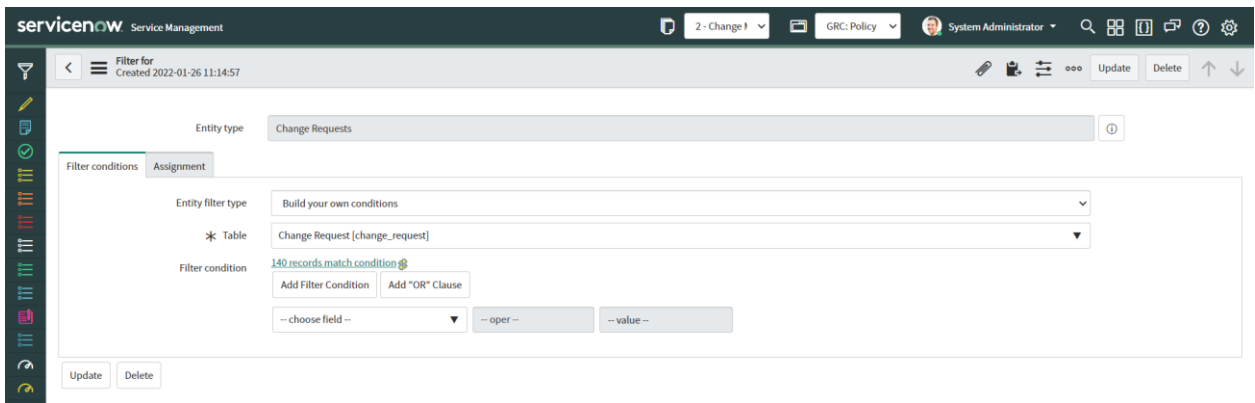 servicenow Service Management
2 - Change
GRC: Policy
System Administrator
Filter for
Created 2022-01-26 11:14:57
Update
Delete
Entity type
Change Requests
Filter conditions
Assignment
Entity filter type
Build your own conditions
Table
Change Request [change_request]
Filter condition
140 records match condition
Add Filter Condition
Add "OR" Clause
-- choose field --
-- oper --
-- value --
Update
Delete